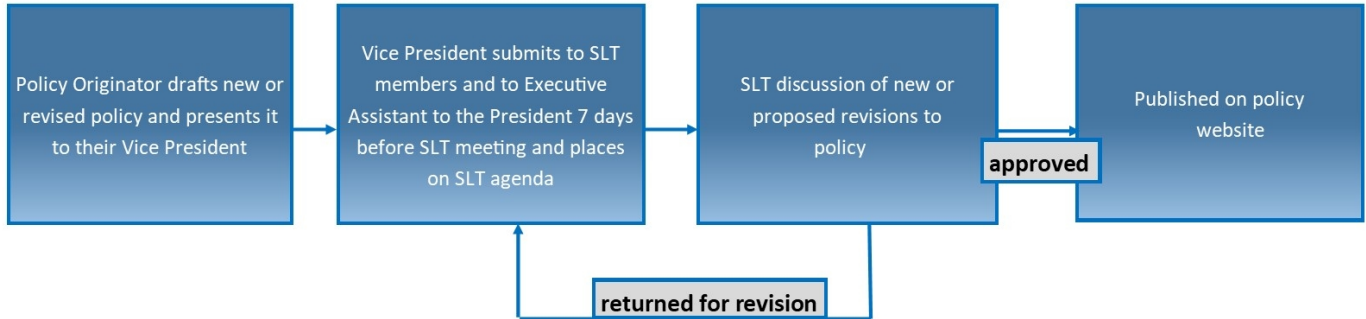 Policy Originator drafts new or
revised policy and presents it
to their Vice President
Vice President submits to SLT
members and to Executive
Assistant to the President 7 days
before SLT meeting and places
on SLT agenda
SLT discussion of new or
proposed revisions to
policy
approved
Published on policy
website
returned for revision